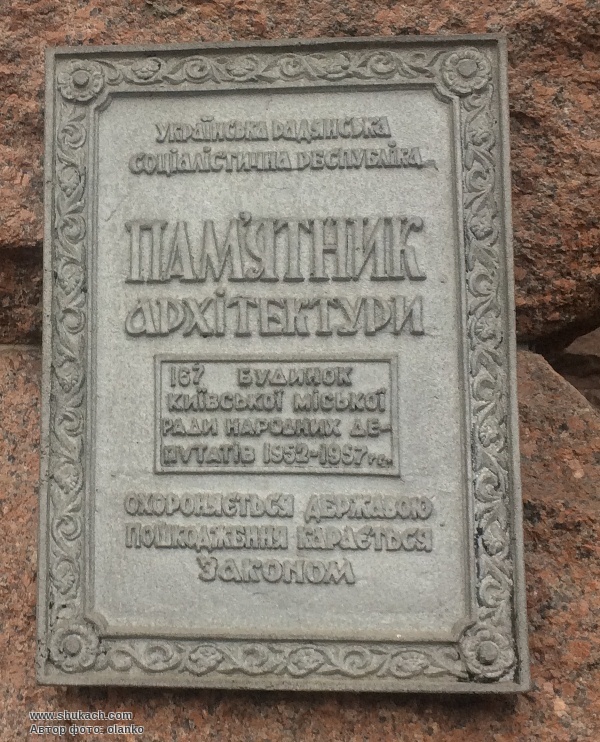 УКРАЇНСЬКА РАДЯНСЬКА
СОЦІАЛІСТИЧНА РЕСПУБЛІКА
ПАМ'ЯТНИК
АРХІТЕКТУРИ
167 БУДИНОК
КИЇВСЬКОЇ МІСЬКОЇ
РАДИ НАРОДНИХ ДЕ-
ПУТАТІВ 1952-1957 рр.
ОХОРОНЯЄТЬСЯ ДЕРЖАВОЮ
ПОШКОДЖЕННЯ КАРАЄТЬСЯ
ЗАКОНОМ
www.shukach.com
Автор фото: olanko